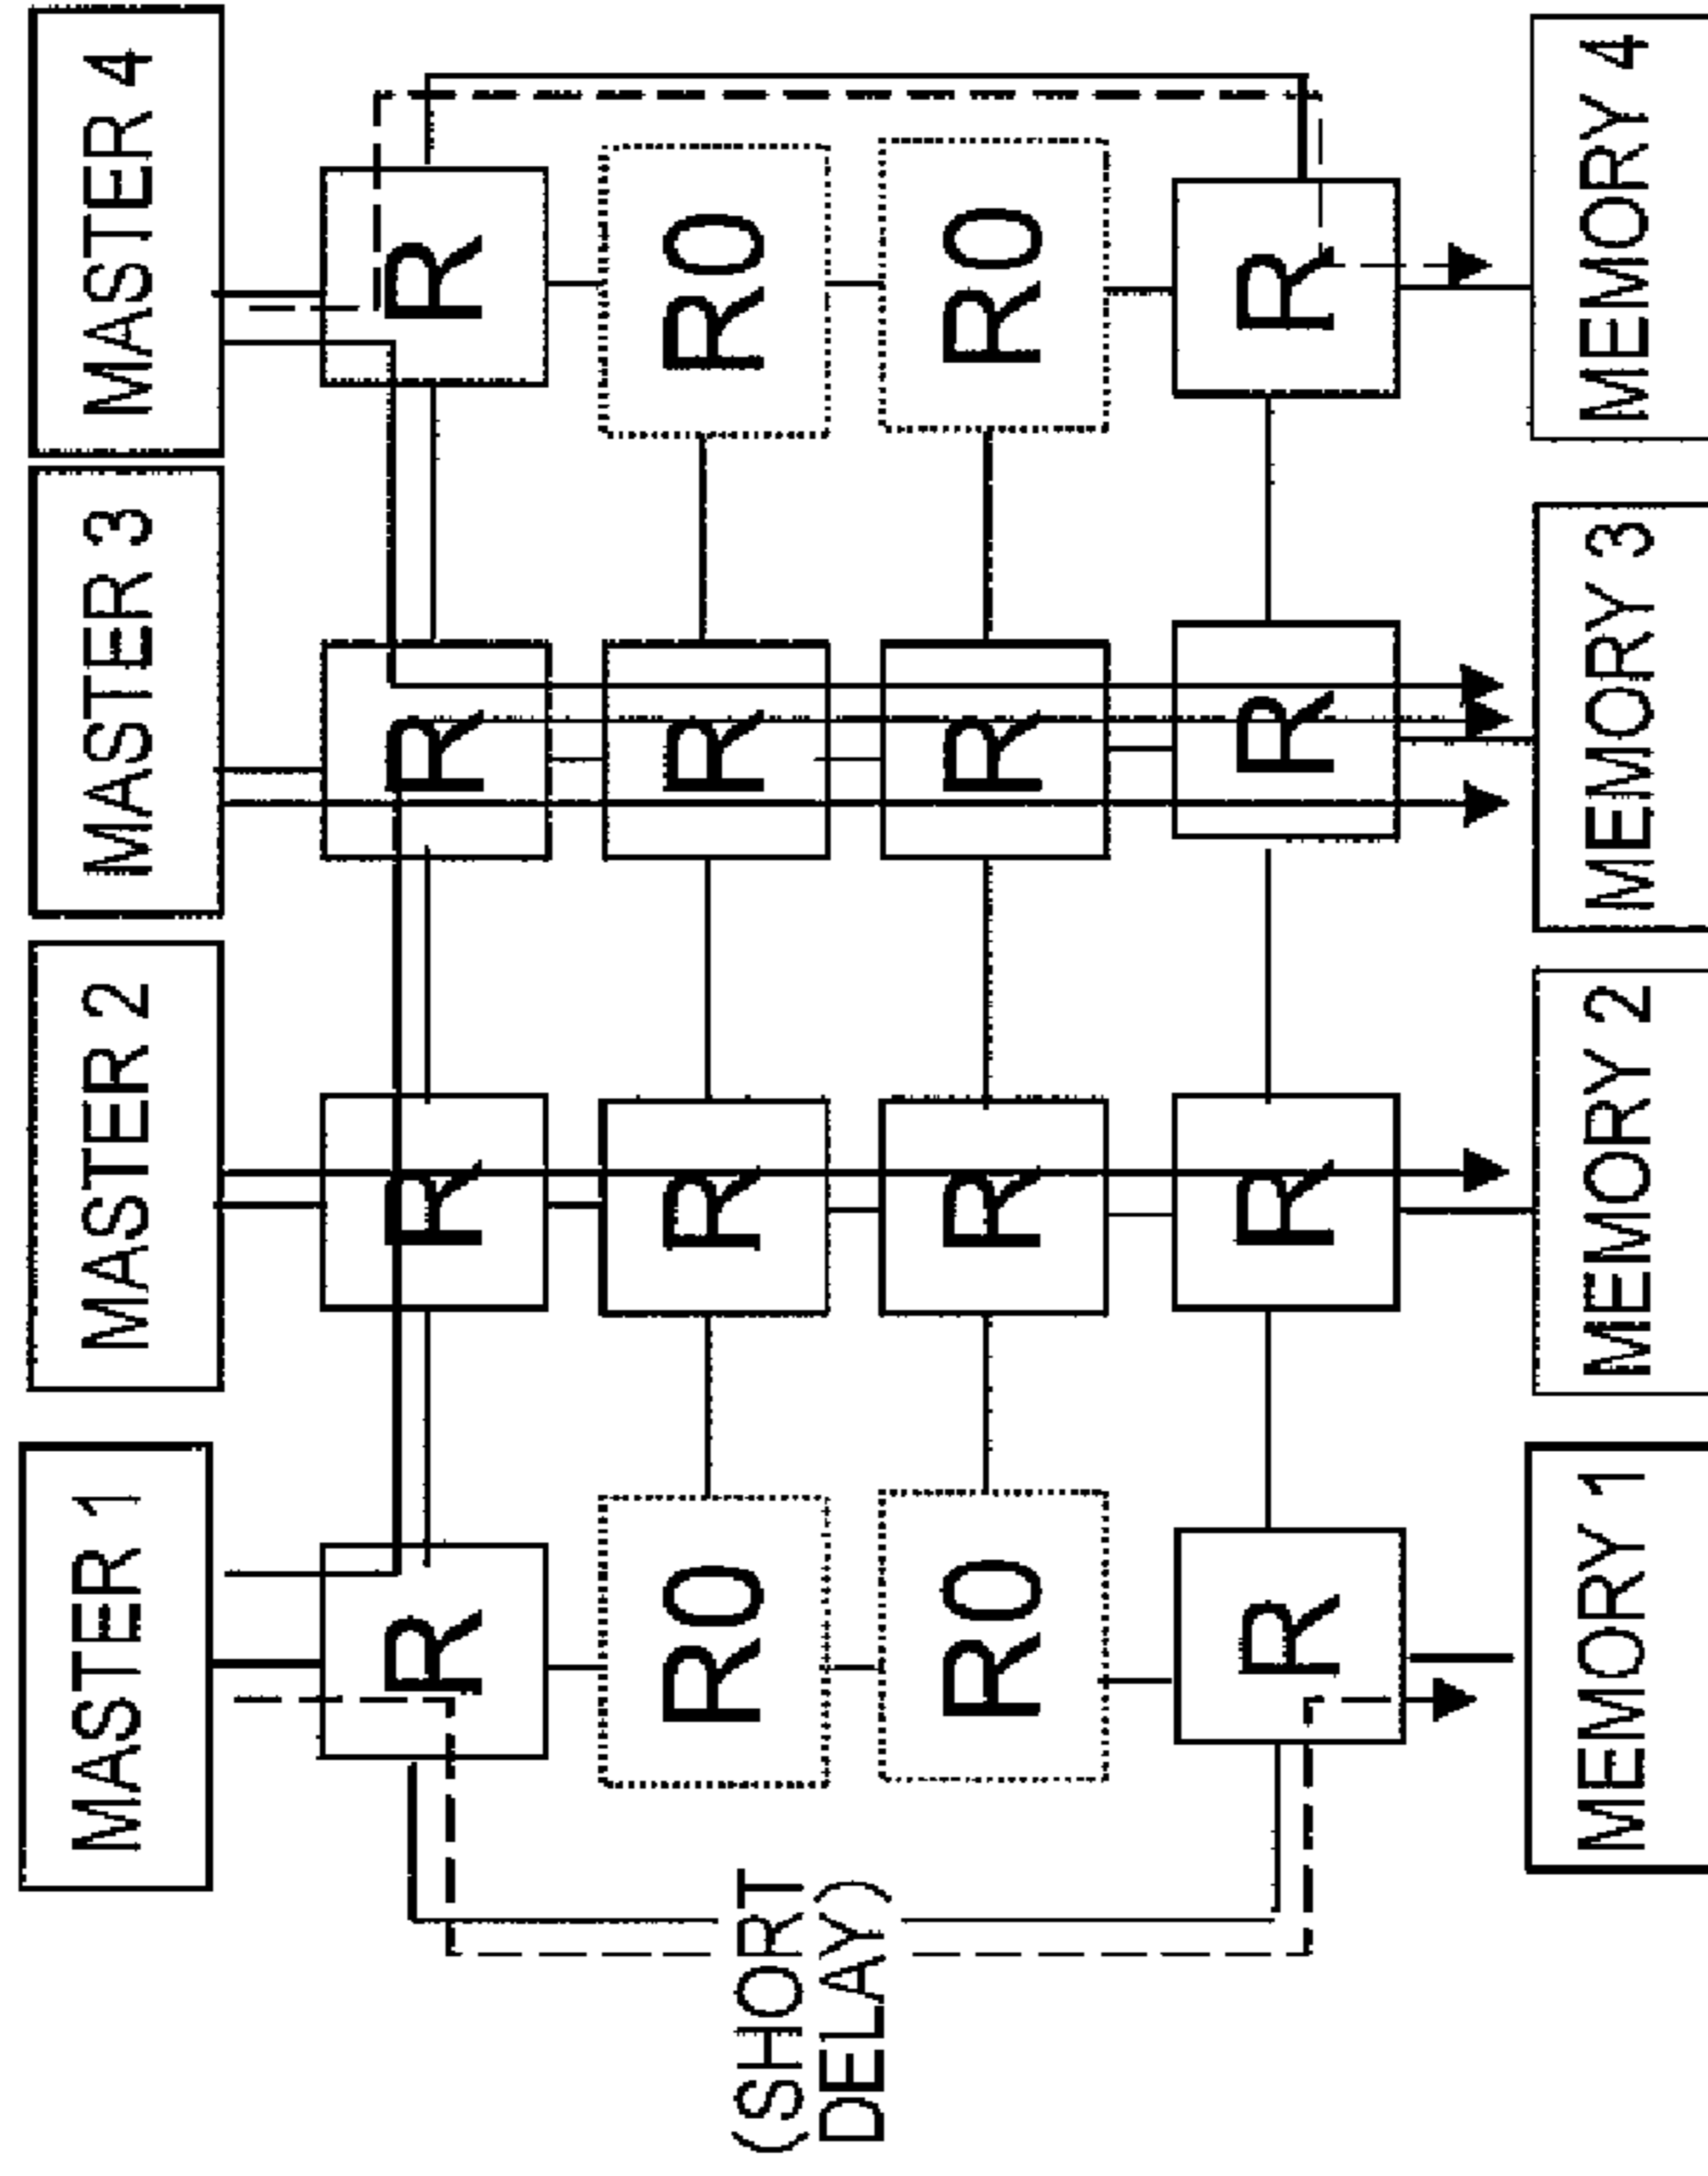 MASTER 1
MASTER 2
MASTER 3
MASTER 4
R
R
R
R
(SHORT
DELAY)
R0
R
R
R0
R0
R
R
R0
R
R
R
R
MEMORY 1
MEMORY 2
MEMORY 3
MEMORY 4